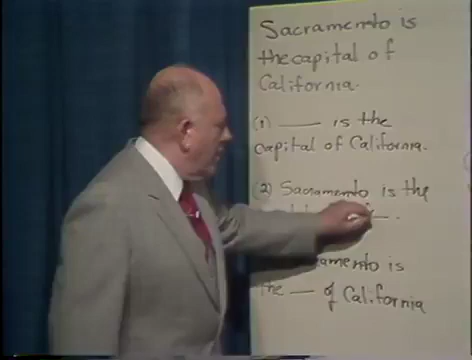 Sacramento is
the capital of
California.
(1) ___ is the
capital of California.
(2) Sacramento is the
___.
is
the ___ of California